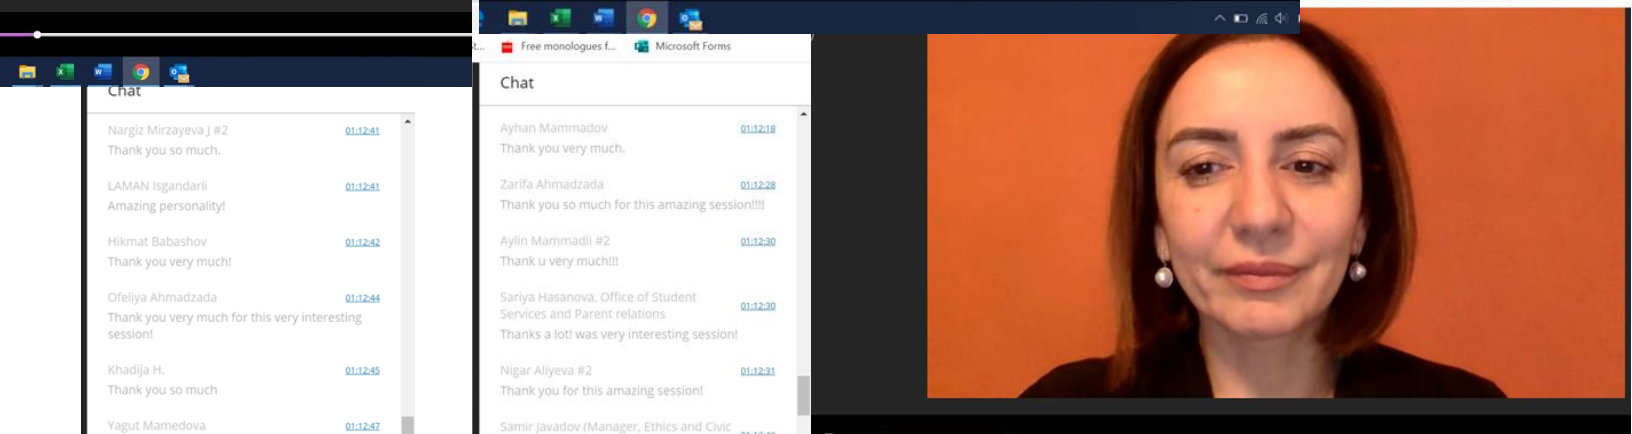 Chat
Nargiz Mirzayeva J #2 01:12:41
Thank you so much.
LAMAN Isgandarli 01:12:41
Amazing personality!
Hikmat Babashov 01:12:42
Thank you very much!
Ofeliya Ahmadzada 01:12:44
Thank you very much for this very interesting
session!
Khadija H. 01:12:45
Thank you so much
Yagut Mamedova 01:12:47
Free monologues f... Microsoft Forms
Chat
Ayhan Mammadov 01:12:18
Thank you very much.
Zarifa Ahmadzada 01:12:28
Thank you so much for this amazing session!!!!
Aylin Mammadli #2 01:12:30
Thank u very much!!!
Sariya Hasanova, Office of Student
Services and Parent relations 01:12:30
Thanks a lot! was very interesting session!
Nigar Aliyeva #2 01:12:31
Thank you for this amazing session!
Samir Javadov (Manager, Ethics and Civic